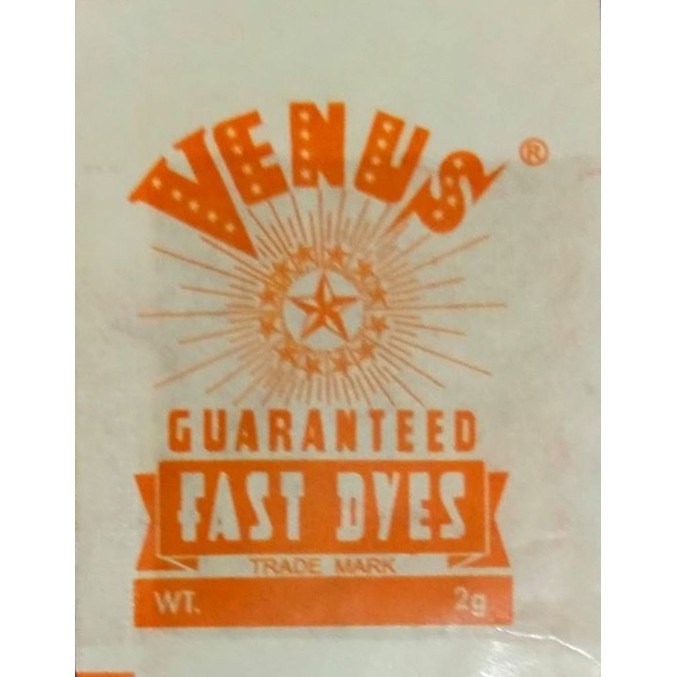 VENUS ®
GUARANTEED
FAST DYES
TRADE MARK
WT. 2g